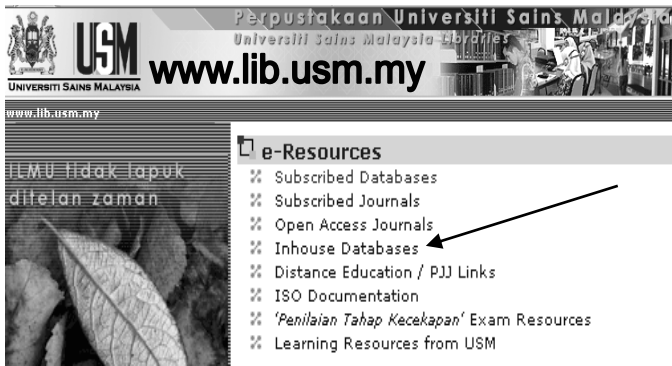 Perpustakaan Universiti Sains Malaysia
Universiti Sains Malaysia Libraries
USM
UNIVERSITI SAINS MALAYSIA
www.lib.usm.my
www.lib.usm.my
ILMU tidak lapuk
ditelan zaman
e-Resources
Subscribed Databases
Subscribed Journals
Open Access Journals
Inhouse Databases
Distance Education / PJJ Links
ISO Documentation
'Penilaian Tahap Kecekapan' Exam Resources
Learning Resources from USM